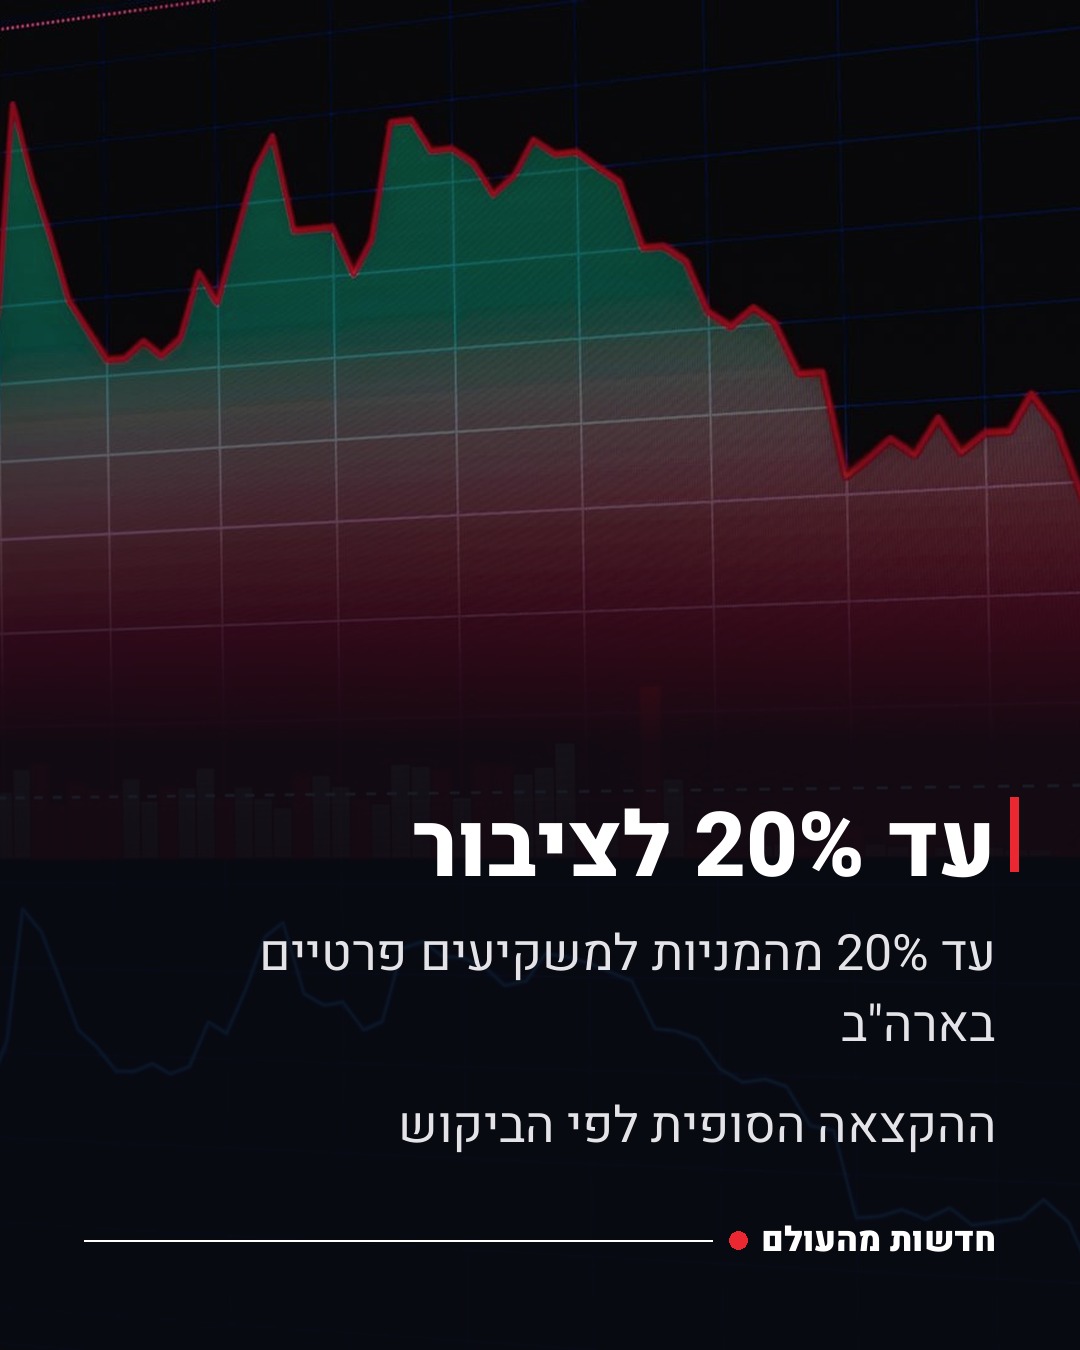 עד 20% לציבור
עד 20% מהמניות למשקיעים פרטיים
בארה"ב
ההקצאה הסופית לפי הביקוש
חדשות מהעולם